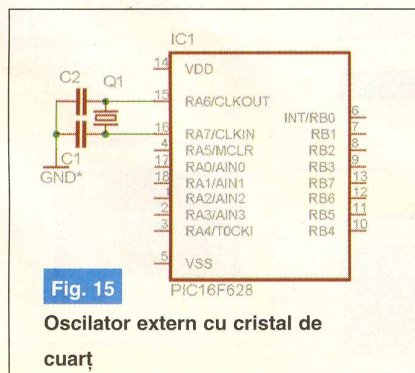 IC1
C2
Q1
14
VDD
15
RA6/CLKOUT
INT/RB0
6
16
RA7/CLKIN
RB1
7
C1
4
RA5/MCLR
RB2
8
GND*
17
RA0/AIN0
RB3
9
18
RA1/AIN1
RB7
13
1
RA2/AIN2
RB6
12
2
RA3/AIN3
RB5
11
3
RA4/T0CKI
RB4
10
5
VSS
Fig. 15
PIC16F628
Oscilator extern cu cristal de
cuarț